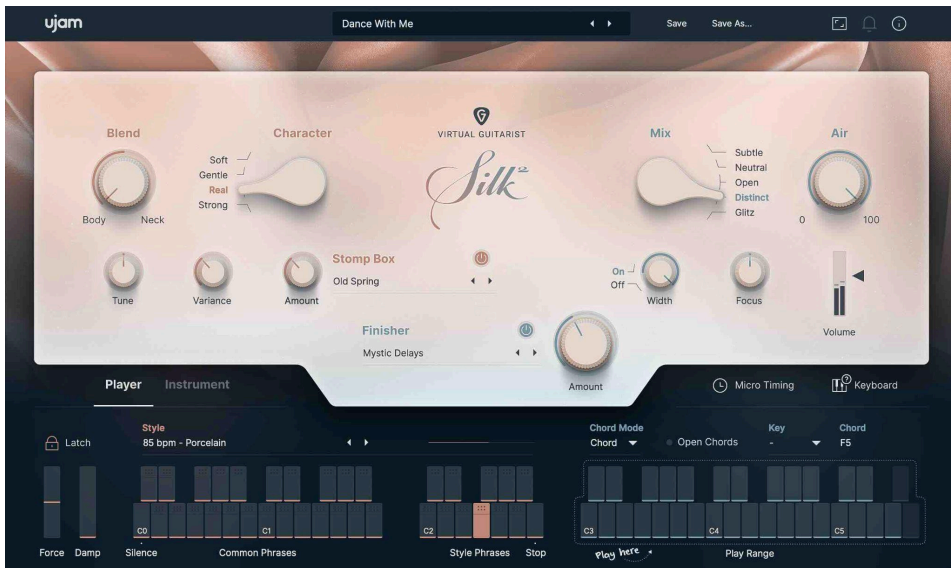 ujam
Dance With Me
Save
Save As...
VIRTUAL GUITARIST
Silk 2
Blend
Body
Neck
Character
Soft
Gentle
Real
Strong
Mix
Subtle
Neutral
Open
Distinct
Glitz
Air
0
100
Tune
Variance
Amount
Stomp Box
Old Spring
On
Off
Width
Focus
Volume
Finisher
Mystic Delays
Amount
Player
Instrument
Micro Timing
? Keyboard
Latch
Style
85 bpm - Porcelain
Chord Mode
Chord
Open Chords
Key
-
Chord
F5
C0
C1
C2
C3
C4
C5
Force
Damp
Silence
Common Phrases
Style Phrases
Stop
Play here
Play Range